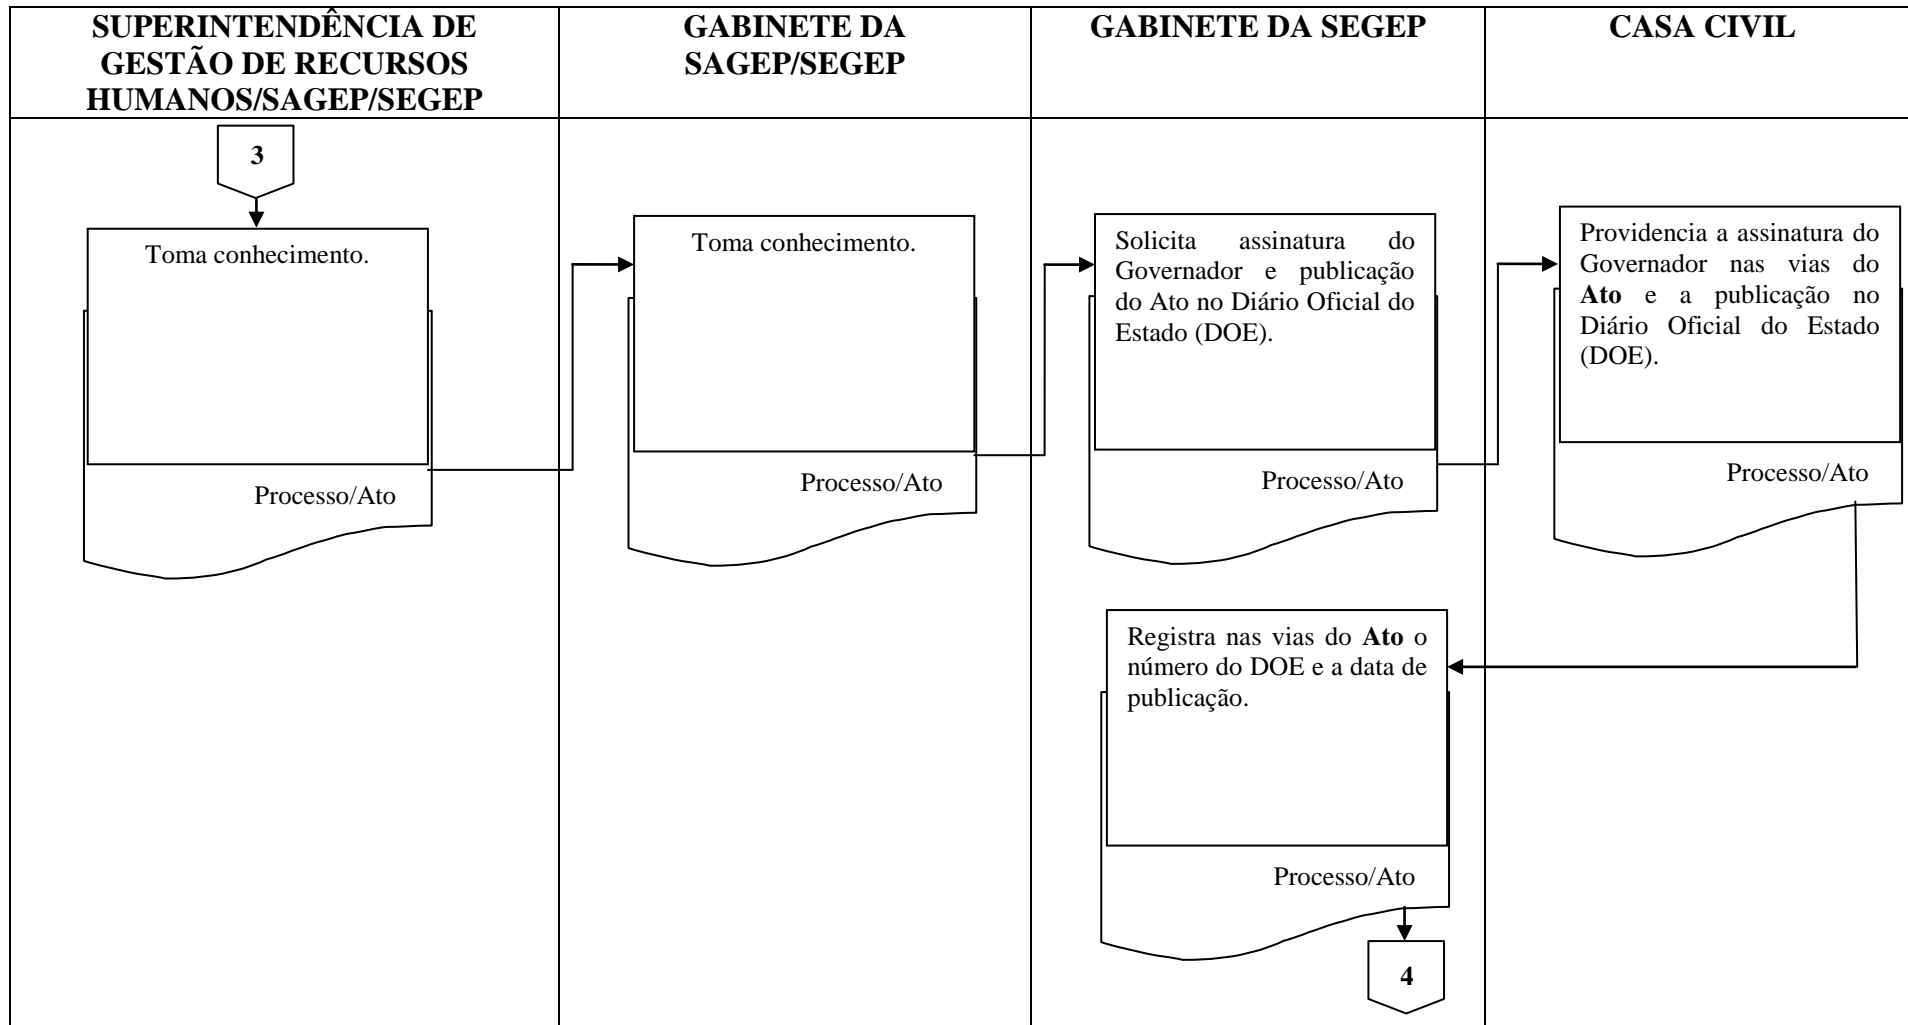 SUPERINTENDÊNCIA DE
GESTÃO DE RECURSOS
HUMANOS/SAGEP/SEGEP
GABINETE DA
SAGEP/SEGEP
GABINETE DA SEGEP
CASA CIVIL
3
Toma conhecimento.
Processo/Ato
Toma conhecimento.
Processo/Ato
Solicita assinatura do
Governador e publicação
do Ato no Diário Oficial do
Estado (DOE).
Processo/Ato
Providencia a assinatura do
Governador nas vias do
Ato e a publicação no
Diário Oficial do Estado
(DOE).
Processo/Ato
Registra nas vias do Ato o
número do DOE e a data de
publicação.
Processo/Ato
4